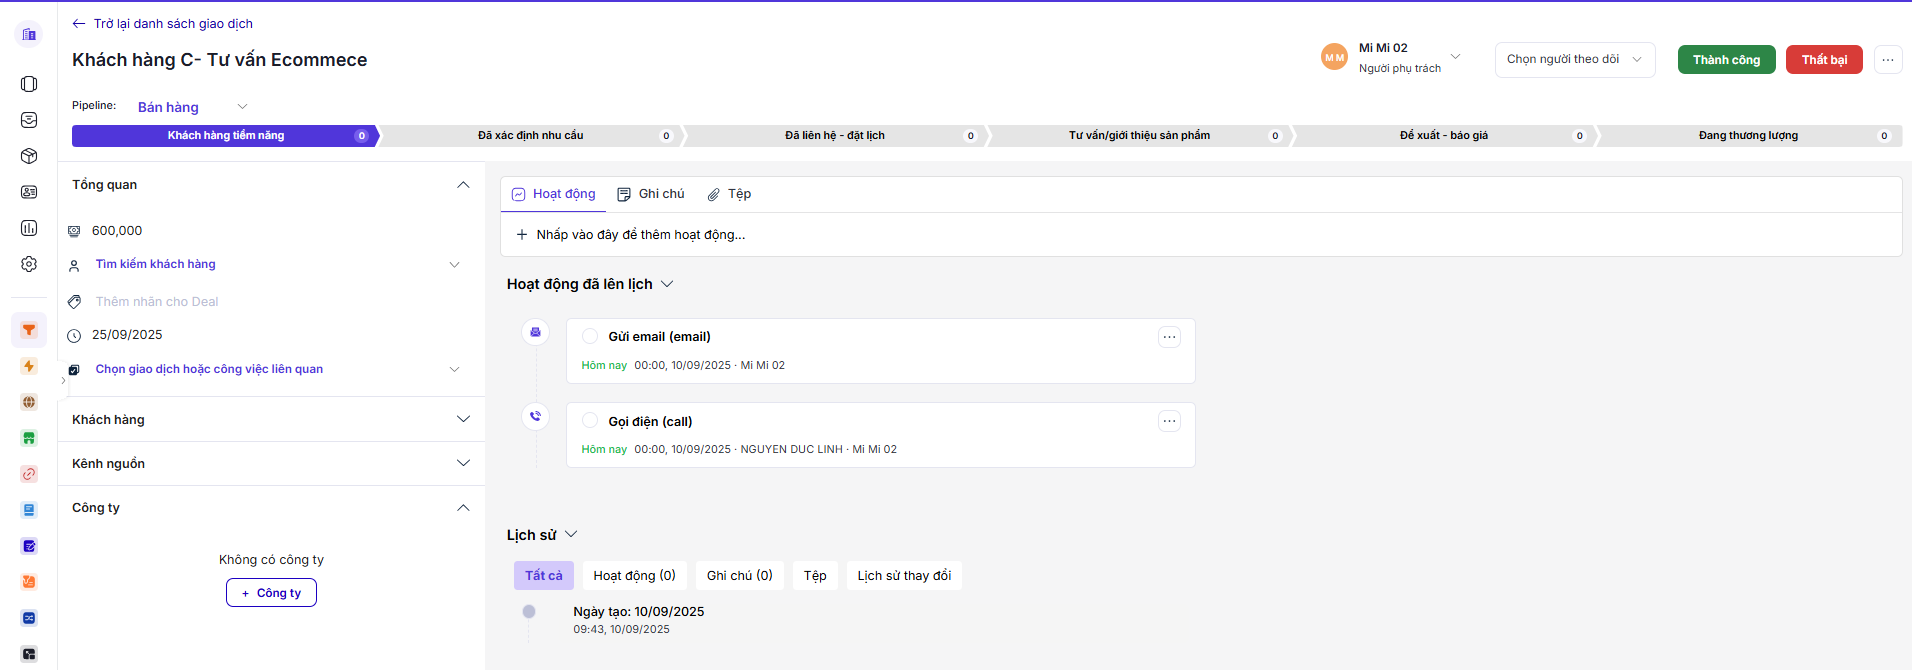 Trở lại danh sách giao dịch
Khách hàng C- Tư vấn Ecommece
MM
Mi Mi 02
Người phụ trách
Chọn người theo dõi
Thành công
Thất bại
Pipeline:
Bán hàng
Khách hàng tiềm năng 0
Đã xác định nhu cầu 0
Đã liên hệ - đặt lịch 0
Tư vấn/giới thiệu sản phẩm 0
Đề xuất - báo giá 0
Đang thương lượng 0
Tổng quan
600,000
Tìm kiếm khách hàng
Thêm nhãn cho Deal
25/09/2025
Chọn giao dịch hoặc công việc liên quan
Khách hàng
Kênh nguồn
Công ty
Không có công ty
+ Công ty
Hoạt động
Ghi chú
Tệp
+ Nhấp vào đây để thêm hoạt động...
Hoạt động đã lên lịch
Gửi email (email)
Hôm nay 00:00, 10/09/2025 · Mi Mi 02
Gọi điện (call)
Hôm nay 00:00, 10/09/2025 · NGUYEN DUC LINH · Mi Mi 02
Lịch sử
Tất cả
Hoạt động (0)
Ghi chú (0)
Tệp
Lịch sử thay đổi
Ngày tạo: 10/09/2025
09:43, 10/09/2025